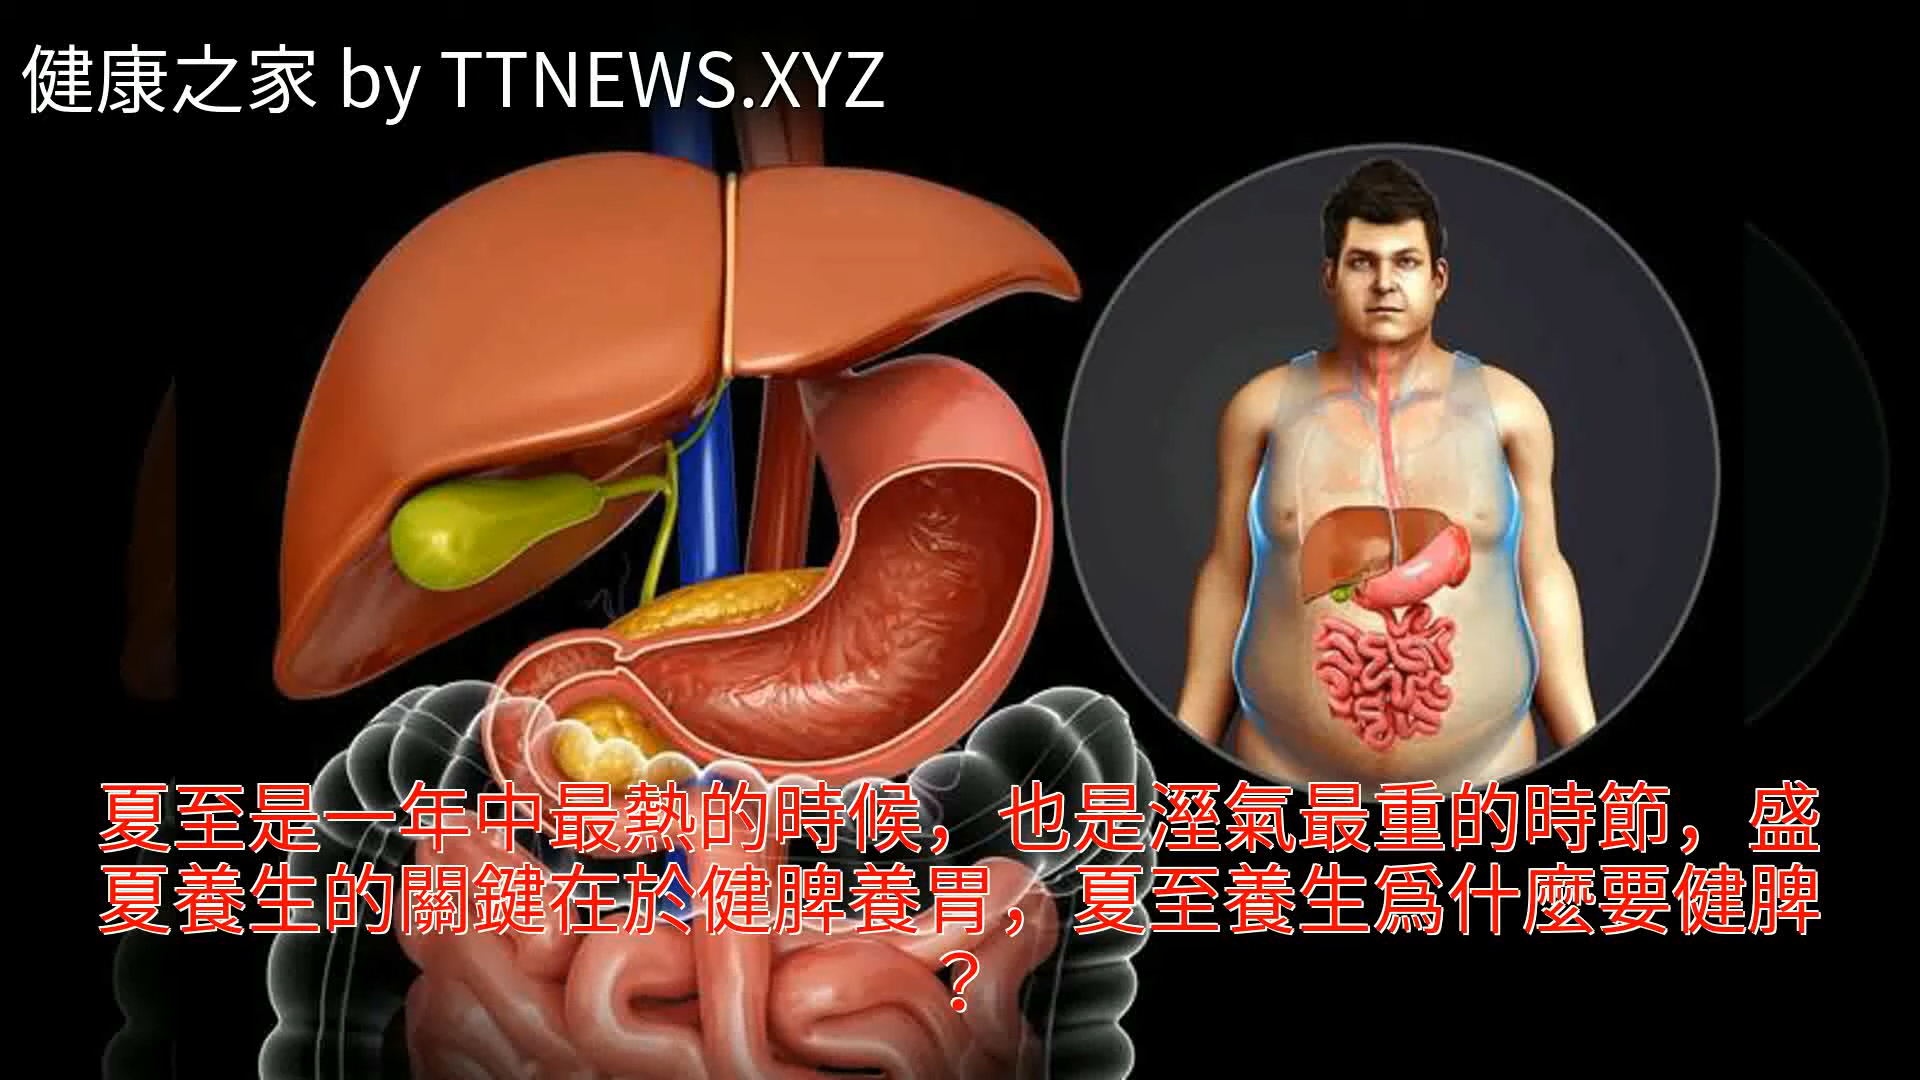 健康之家 by TTNEWS.XYZ
夏至是一年中最熱的時候，也是溼氣最重的時節，盛
夏養生的關鍵在於健脾養胃，夏至養生爲什麼要健脾
？